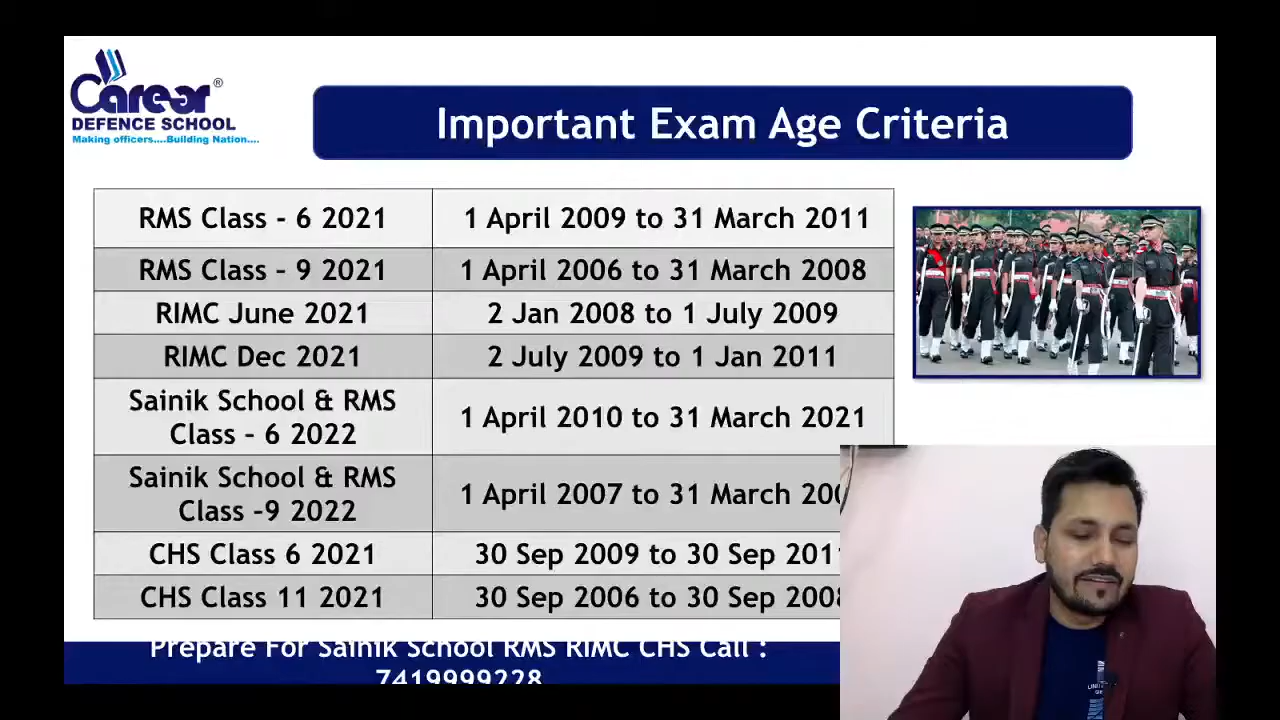 Career®
DEFENCE SCHOOL
Making officers....Building Nation....
Important Exam Age Criteria
RMS Class - 6 2021 1 April 2009 to 31 March 2011
RMS Class – 9 2021 1 April 2006 to 31 March 2008
RIMC June 2021 2 Jan 2008 to 1 July 2009
RIMC Dec 2021 2 July 2009 to 1 Jan 2011
Sainik School & RMS
Class – 6 2022 1 April 2010 to 31 March 2021
Sainik School & RMS
Class –9 2022 1 April 2007 to 31 March
CHS Class 6 2021 30 Sep 2009 to 30 Sep
CHS Class 11 2021 30 Sep 2006 to 30 Sep
Prepare For Sainik School RMS RIMC CHS Call :
7419999228